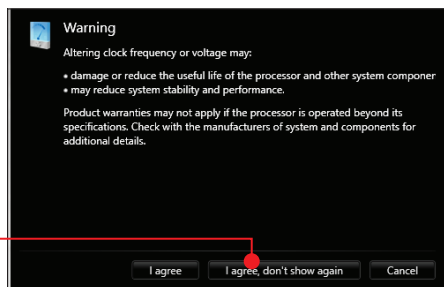 Warning
Altering clock frequency or voltage may:
• damage or reduce the useful life of the processor and other system componer
• may reduce system stability and performance.
Product warranties may not apply if the processor is operated beyond its
specifications. Check with the manufacturers of system and components for
additional details.
I agree
I agree, don't show again
Cancel